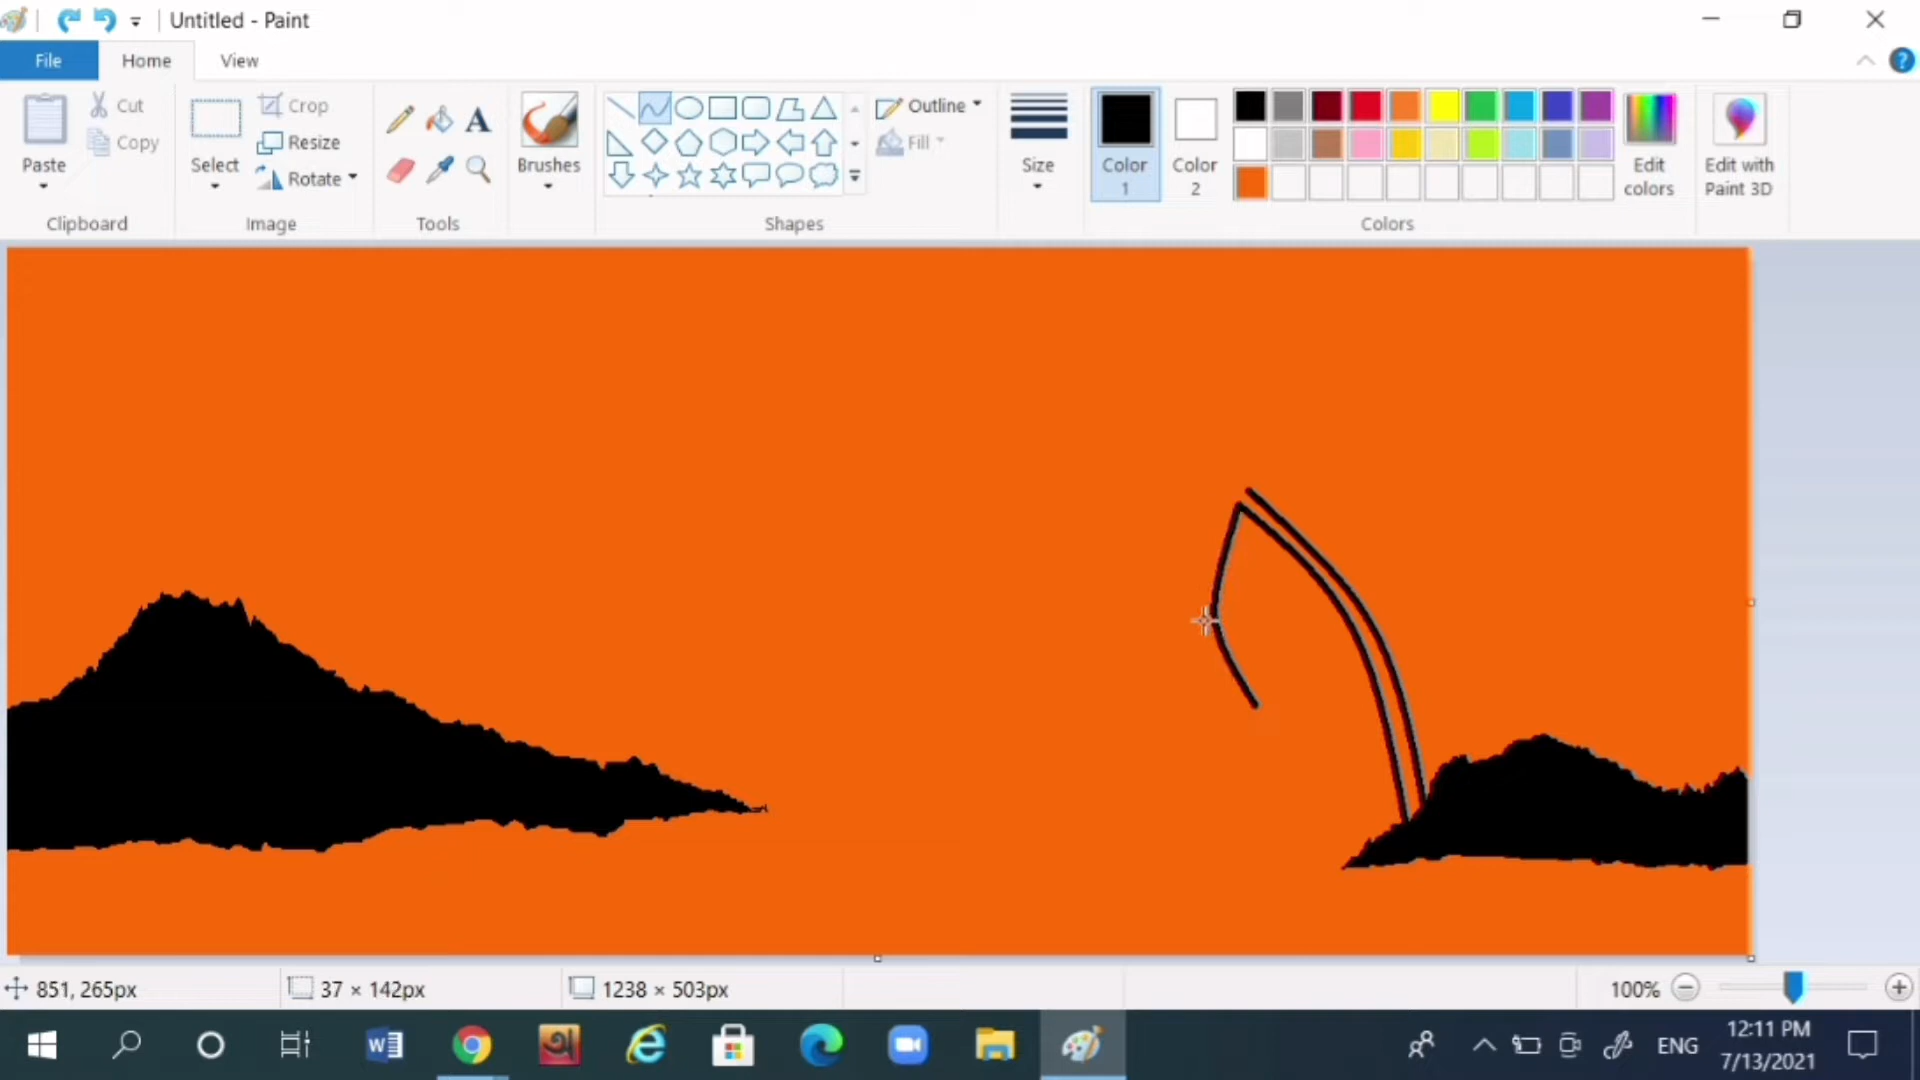 Untitled - Paint
File Home View
Paste
Cut
Copy
Clipboard
Select
Crop
Resize
Rotate
Image
A
Tools
Brushes
Shapes
Outline
Fill
Size
Color 1
Color 2
Colors
Edit colors
Edit with Paint 3D
851, 265px 37 × 142px 1238 × 503px 100%
ENG
12:11 PM
7/13/2021